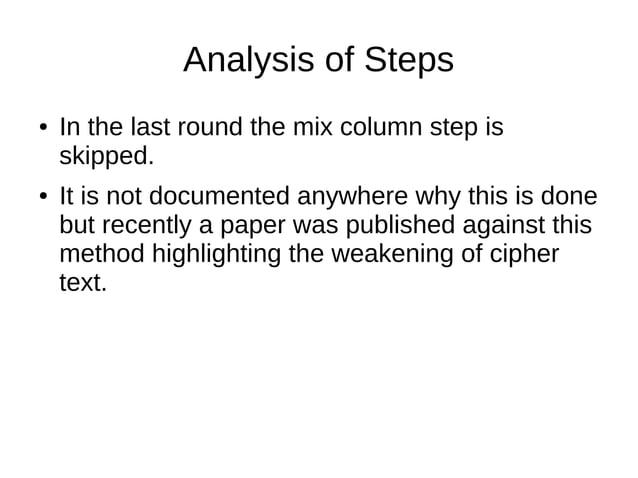 Analysis of Steps
• In the last round the mix column step is
skipped.
• It is not documented anywhere why this is done
but recently a paper was published against this
method highlighting the weakening of cipher
text.